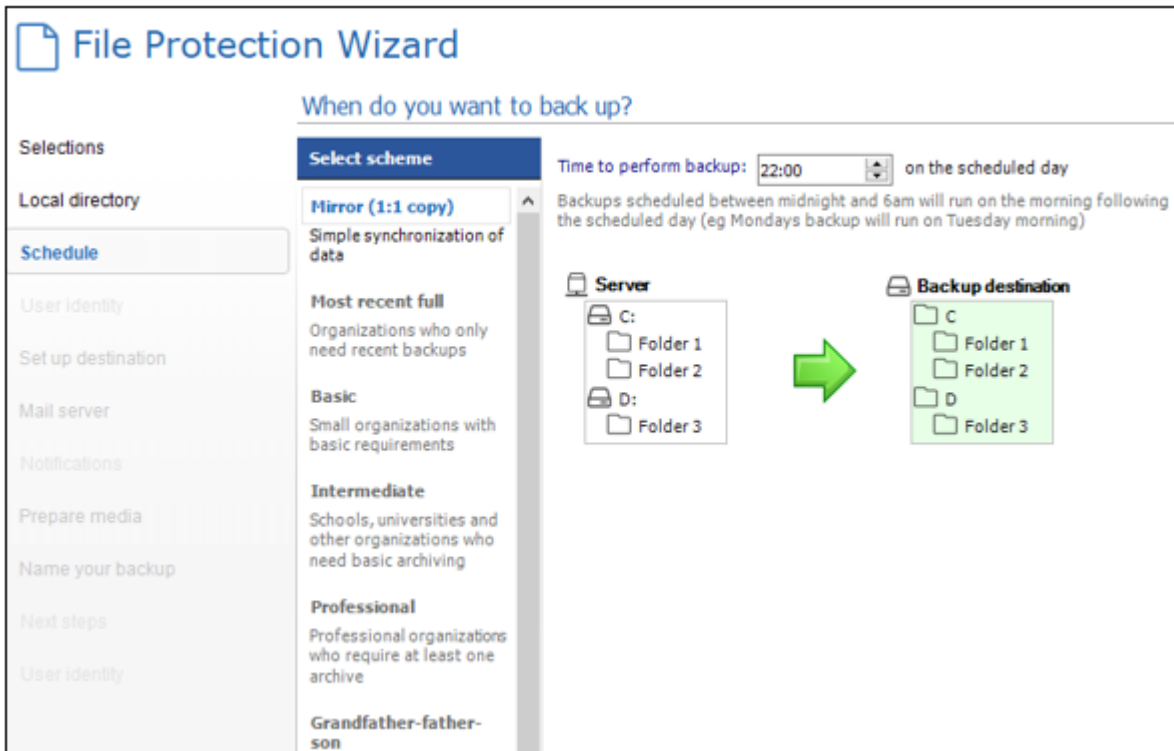 File Protection Wizard
When do you want to back up?
Selections
Local directory
Schedule
User identity
Set up destination
Mail server
Notifications
Prepare media
Name your backup
Next steps
User identity
Select scheme
Mirror (1:1 copy)
Simple synchronization of
data
Most recent full
Organizations who only
need recent backups
Basic
Small organizations with
basic requirements
Intermediate
Schools, universities and
other organizations who
need basic archiving
Professional
Professional organizations
who require at least one
archive
Grandfather-father-
son
Time to perform backup: 22:00 on the scheduled day
Backups scheduled between midnight and 6am will run on the morning following
the scheduled day (eg Mondays backup will run on Tuesday morning)
Server
C:
Folder 1
Folder 2
D:
Folder 3
Backup destination
C
Folder 1
Folder 2
D
Folder 3